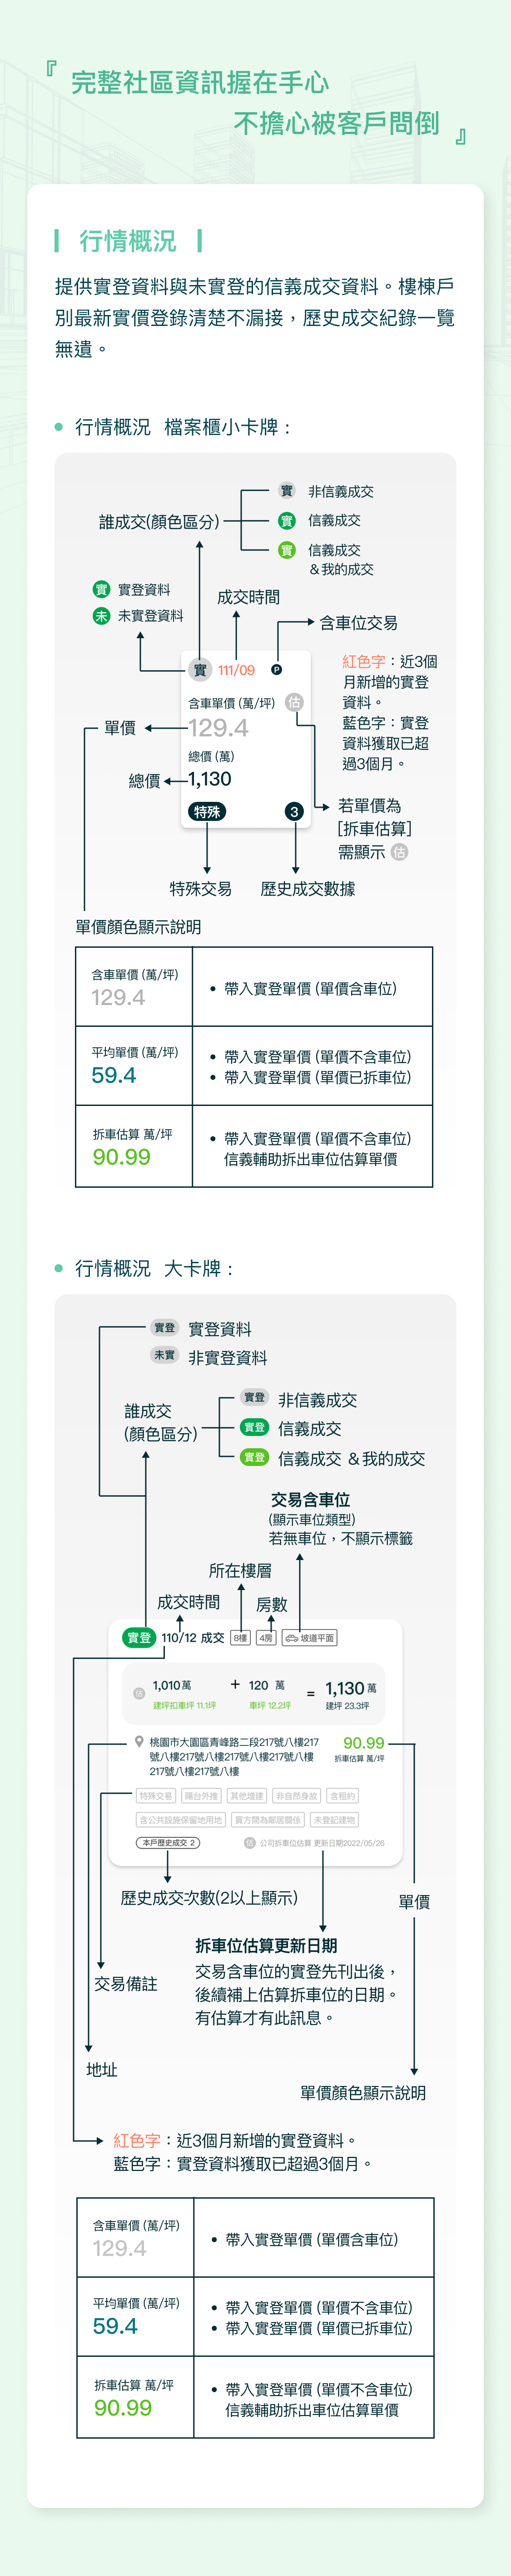 『 完整社區資訊握在手心
不擔心被客戶問倒 』
行情概況
提供實登資料與未實登的信義成交資料。樓棟戶
別最新實價登錄清楚不漏接，歷史成交紀錄一覽
無遺。
行情概況 檔案櫃小卡牌：
誰成交(顏色區分)
實 非信義成交
實 信義成交
實 信義成交
＆我的成交
實 實登資料
未 未實登資料
成交時間
含車位交易
實 111/09 P
含車單價 (萬/坪) 估
129.4
總價 (萬)
1,130
特殊 3
單價
總價
紅色字：近3個
月新增的實登
資料。
藍色字：實登
資料獲取已超
過3個月。
若單價為
[拆車估算]
需顯示 估
特殊交易
歷史成交數據
單價顏色顯示說明
含車單價 (萬/坪)
129.4
• 帶入實登單價 (單價含車位)
平均單價 (萬/坪)
59.4
• 帶入實登單價 (單價不含車位)
• 帶入實登單價 (單價已拆車位)
拆車估算 萬/坪
90.99
• 帶入實登單價 (單價不含車位)
信義輔助拆出車位估算單價
行情概況 大卡牌：
實登 實登資料
未實 非實登資料
誰成交
(顏色區分)
實登 非信義成交
實登 信義成交
實登 信義成交 ＆我的成交
交易含車位
(顯示車位類型)
若無車位，不顯示標籤
所在樓層
成交時間
房數
實登 110/12 成交 8樓 4房 坡道平面
估 1,010萬 + 120 萬 = 1,130 萬
建坪扣車坪 11.1坪 車坪 12.2坪 建坪 23.3坪
桃園市大園區青峰路二段217號八樓217
號八樓217號八樓217號八樓217號八樓
217號八樓217號八樓
90.99
拆車估算 萬/坪
特殊交易 陽台外推 其他增建 非自然身故 含租約
含公共設施保留地用地 買方間為鄰居關係 未登記建物
本戶歷史成交 2
估 公司拆車位估算 更新日期2022/05/26
歷史成交次數(2以上顯示)
單價
拆車位估算更新日期
交易含車位的實登先刊出後，
後續補上估算拆車位的日期。
有估算才有此訊息。
交易備註
地址
單價顏色顯示說明
紅色字：近3個月新增的實登資料。
藍色字：實登資料獲取已超過3個月。
含車單價 (萬/坪)
129.4
• 帶入實登單價 (單價含車位)
平均單價 (萬/坪)
59.4
• 帶入實登單價 (單價不含車位)
• 帶入實登單價 (單價已拆車位)
拆車估算 萬/坪
90.99
• 帶入實登單價 (單價不含車位)
信義輔助拆出車位估算單價